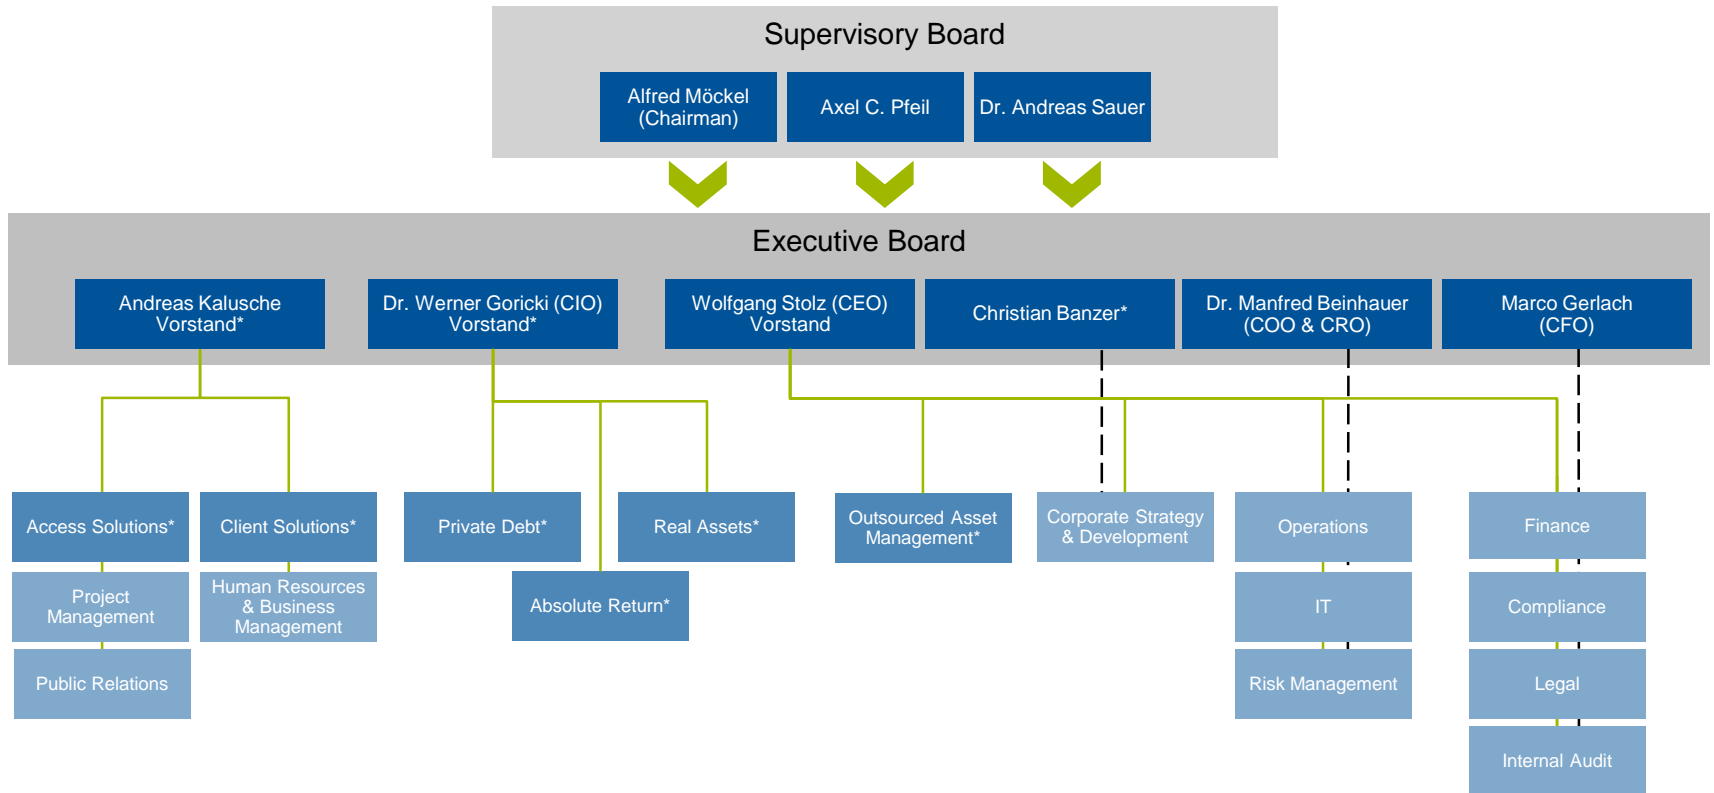 Supervisory Board
Alfred Möckel
(Chairman)
Axel C. Pfeil
Dr. Andreas Sauer
Executive Board
Andreas Kalusche
Vorstand*
Dr. Werner Goricki (CIO)
Vorstand*
Wolfgang Stolz (CEO)
Vorstand
Christian Banzer*
Dr. Manfred Beinhauer
(COO & CRO)
Marco Gerlach
(CFO)
Access Solutions*
Client Solutions*
Private Debt*
Real Assets*
Outsourced Asset
Management*
Corporate Strategy
& Development
Operations
Finance
Project
Management
Human Resources
& Business
Management
Absolute Return*
IT
Compliance
Public Relations
Risk Management
Legal
Internal Audit